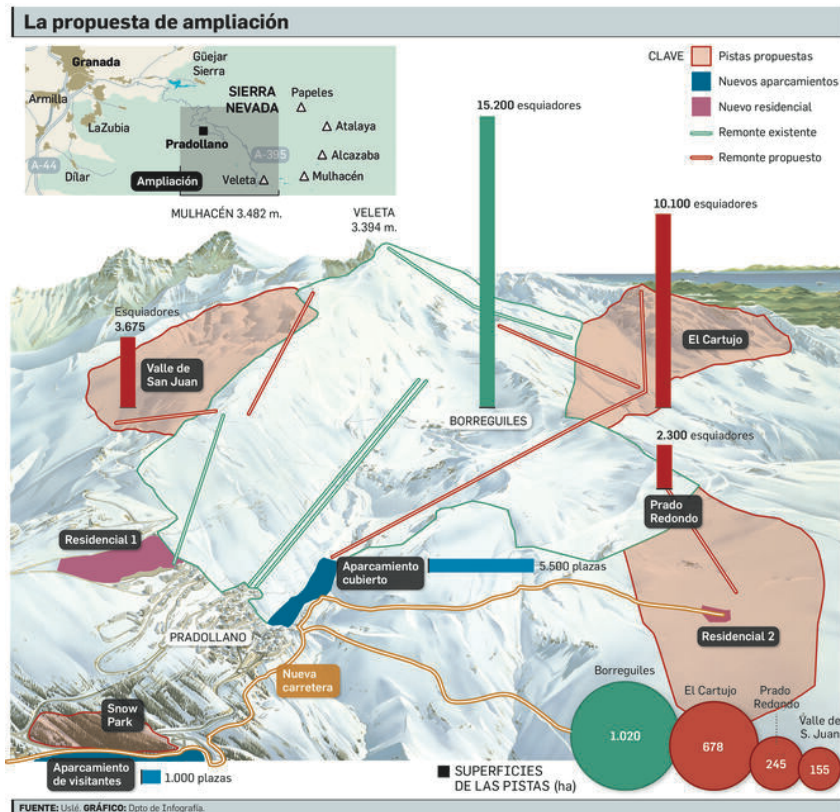 La propuesta de ampliación
Granada
Güejar
Sierra
SIERRA
NEVADA
Papeles
Armilla
LaZubia
Pradollano
Atalaya
A-44
A-395
Alcazaba
Dílar
Ampliación
Veleta
Mulhacén
CLAVE
Pistas propuestas
Nuevos aparcamientos
Nuevo residencial
Remonte existente
Remonte propuesto
15.200 esquiadores
10.100 esquiadores
MULHACÉN 3.482 m.
VELETA
3.394 m.
Esquiadores
3.675
Valle de
San Juan
El Cartujo
BORREGUILES
2.300 esquiadores
Prado
Redondo
Residencial 1
Aparcamiento
cubierto
5.500 plazas
PRADOLLANO
Residencial 2
Nueva
carretera
Snow
Park
Aparcamiento
de visitantes
1.000 plazas
SUPERFICIES
DE LAS PISTAS (ha)
Borreguiles
1.020
El Cartujo
678
Prado
Redondo
245
Valle de
S. Juan
155
FUENTE: Uslé. GRÁFICO: Dpto de Infografía.